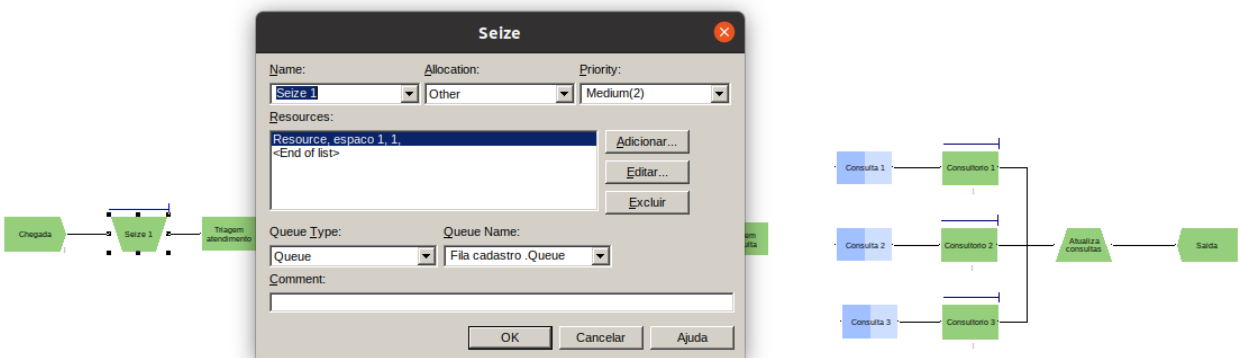 Seize
Name:
Allocation:
Priority:
Seize 1
Other
Medium(2)
Resources:
Resource, espaco 1, 1,
<End of list>
Adicionar...
Editar...
Excluir
Queue Type:
Queue Name:
Queue
Fila cadastro .Queue
Comment:
OK
Cancelar
Ajuda
Chegada
Seize 1
Triagem
atendimento
Consulta 1
Consultorio 1
Consulta 2
Consultorio 2
Consulta 3
Consultorio 3
Atualiza
consultas
Saida